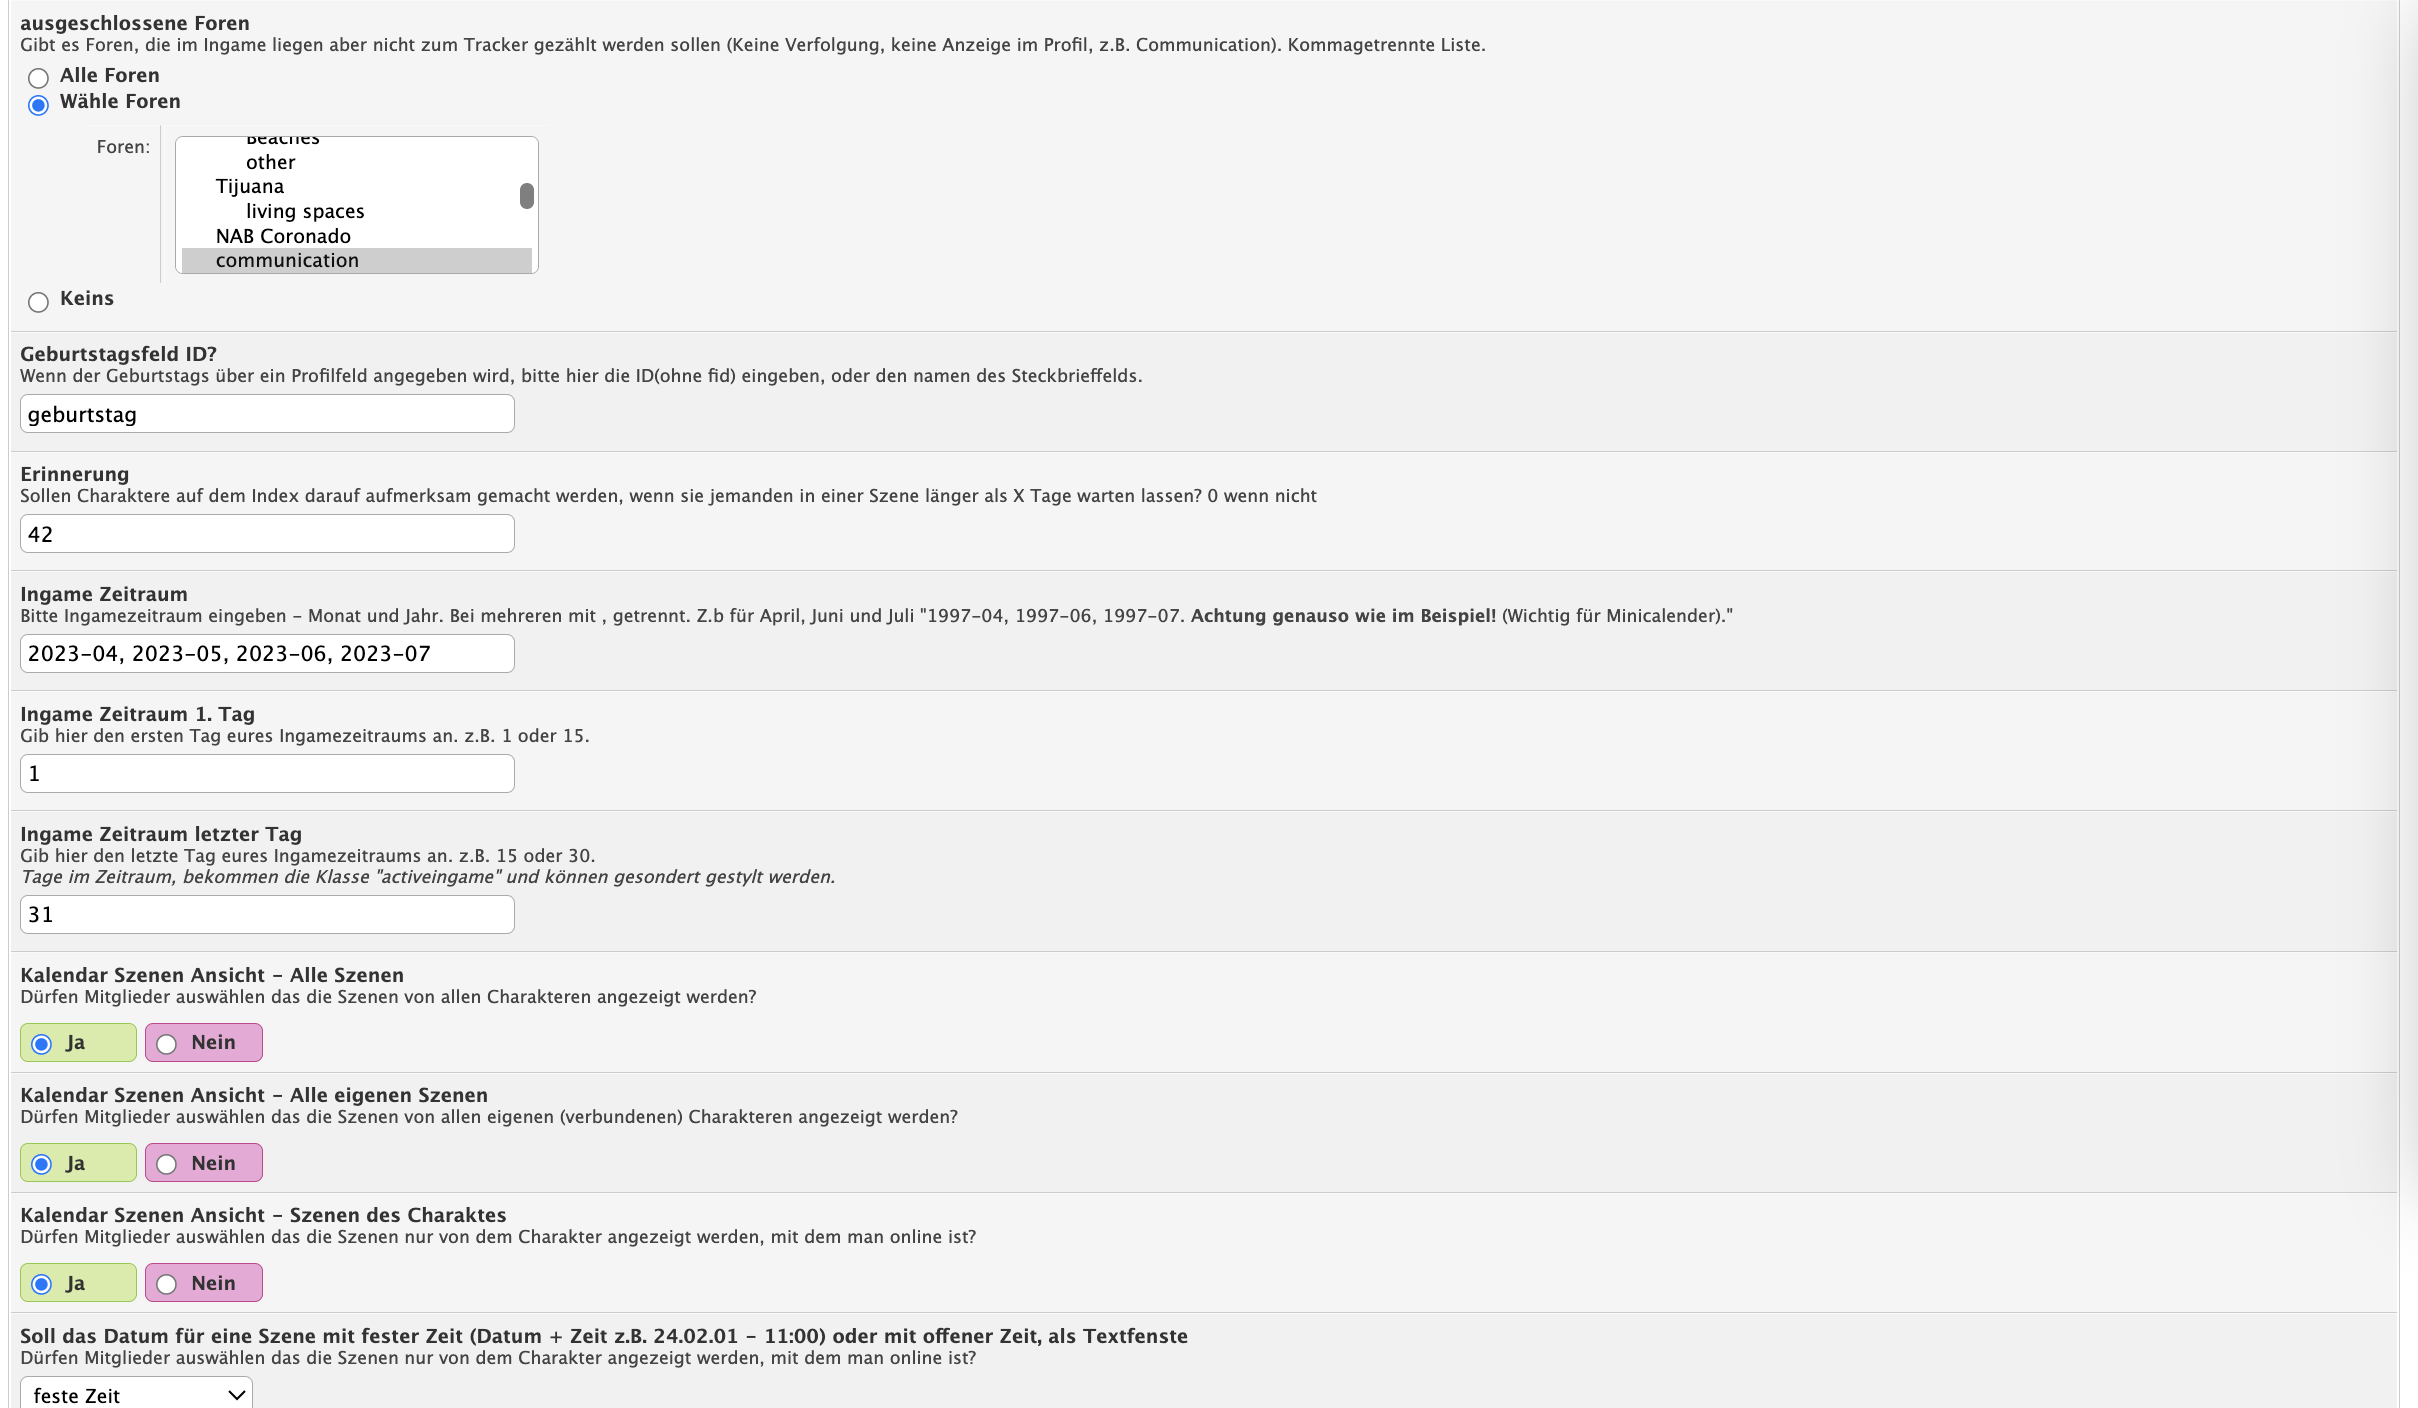 ausgeschlossene Foren
Gibt es Foren, die im Ingame liegen aber nicht zum Tracker gezählt werden sollen (Keine Verfolgung, keine Anzeige im Profil, z.B. Communication). Kommagetrennte Liste.
Alle Foren
Wähle Foren
Foren:
Beaches
other
Tijuana
living spaces
NAB Coronado
communication
Keins
Geburtstagsfeld ID?
Wenn der Geburtstags über ein Profilfeld angegeben wird, bitte hier die ID(ohne fid) eingeben, oder den namen des Steckbrieffelds.
geburtstag
Erinnerung
Sollen Charaktere auf dem Index darauf aufmerksam gemacht werden, wenn sie jemanden in einer Szene länger als X Tage warten lassen? 0 wenn nicht
42
Ingame Zeitraum
Bitte Ingamezeitraum eingeben - Monat und Jahr. Bei mehreren mit , getrennt. Z.b für April, Juni und Juli "1997-04, 1997-06, 1997-07. Achtung genauso wie im Beispiel! (Wichtig für Minicalender)."
2023-04, 2023-05, 2023-06, 2023-07
Ingame Zeitraum 1. Tag
Gib hier den ersten Tag eures Ingamezeitraums an. z.B. 1 oder 15.
1
Ingame Zeitraum letzter Tag
Gib hier den letzte Tag eures Ingamezeitraums an. z.B. 15 oder 30.
Tage im Zeitraum, bekommen die Klasse "activeingame" und können gesondert gestylt werden.
31
Kalendar Szenen Ansicht - Alle Szenen
Dürfen Mitglieder auswählen das die Szenen von allen Charakteren angezeigt werden?
Ja Nein
Kalendar Szenen Ansicht - Alle eigenen Szenen
Dürfen Mitglieder auswählen das die Szenen von allen eigenen (verbundenen) Charakteren angezeigt werden?
Ja Nein
Kalendar Szenen Ansicht - Szenen des Charaktes
Dürfen Mitglieder auswählen das die Szenen nur von dem Charakter angezeigt werden, mit dem man online ist?
Ja Nein
Soll das Datum für eine Szene mit fester Zeit (Datum + Zeit z.B. 24.02.01 - 11:00) oder mit offener Zeit, als Textfenste
Dürfen Mitglieder auswählen das die Szenen nur von dem Charakter angezeigt werden, mit dem man online ist?
feste Zeit